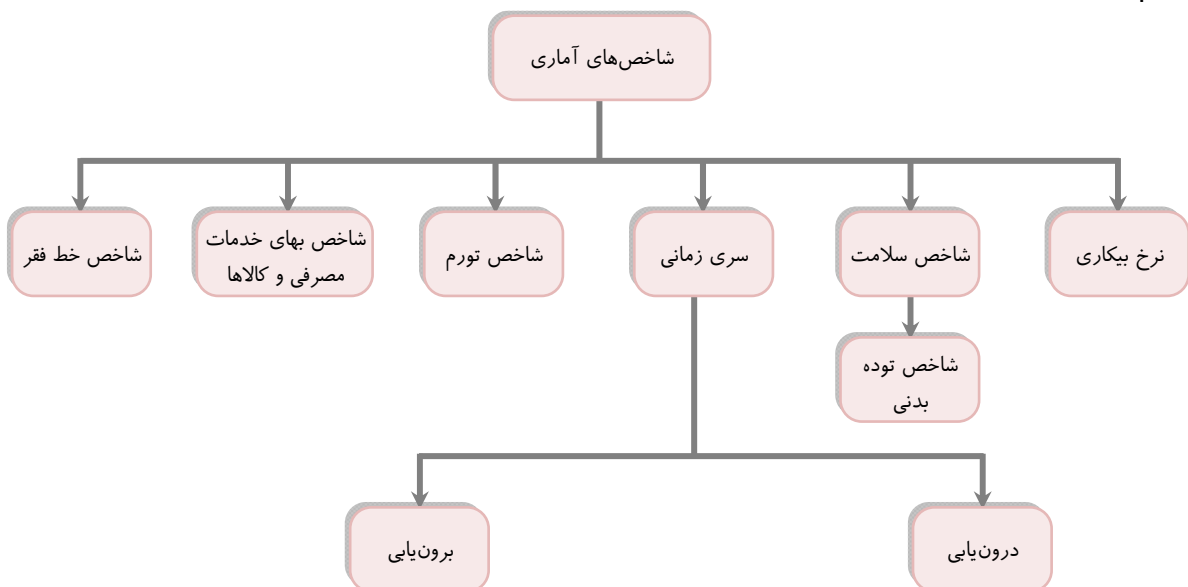 شاخص‌های آماری
نرخ بیکاری
شاخص سلامت
سری زمانی
شاخص تورم
شاخص بهای خدمات
مصرفی و کالاها
شاخص خط فقر
شاخص توده
بدنی
درون‌یابی
برون‌یابی